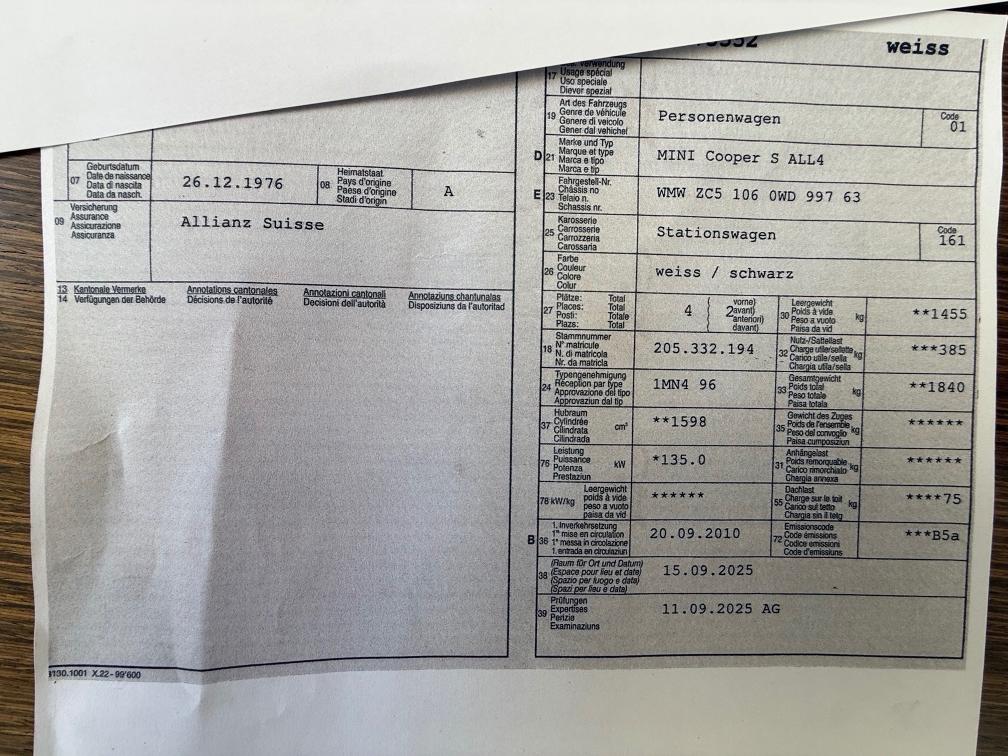 weiss
17 Usage spécial
Uso speciale
Diever spezial
19 Art des Fahrzeugs
Genre de véhicule
Genere di veicolo
Gener dal vehichel
Personenwagen
Code
01
D 21 Marke und Typ
Marque et type
Marca e tipo
Marca e tip
MINI Cooper S ALL4
07 Geburtsdatum
Date de naissance
Data di nascita
Data da nasch.
26.12.1976
08 Heimatstaat
Pays d'origine
Paese d'origine
Stadi d'origin
A
E 23 Fahrgestell-Nr.
Châssis no
Telaio n.
Schassis nr.
WMW ZC5 106 0WD 997 63
09 Versicherung
Assurance
Assicurazione
Assicuranza
Allianz Suisse
25 Karosserie
Carrosserie
Carrozzeria
Carossaria
Stationswagen
Code
161
26 Farbe
Couleur
Colore
Colur
weiss / schwarz
13 Kantonale Vermerke Annotations cantonales Annotazioni cantonali Annotaziuns chantunalas
14 Verfügungen der Behörde Décisions de l'autorité Decisioni dell'autorità Disposiziuns da l'autoritad
27 Plätze: Total
Places: Total
Posti: Totale
Plazs: Total
4
2
vorne)
avant)
anteriori)
davant)
30 Leergewicht
Poids à vide
Peso a vuoto
Paisa da vid
kg
**1455
18 Stammnummer
N° matricule
N. di matricola
Nr. da matricla
205.332.194
32 Nutz-/Sattellast
Charge utile/sellette
Carico utile/sella
Chargia utila/sella
kg
***385
24 Typengenehmigung
Réception par type
Approvazione del tipo
Approvaziun dal tip
1MN4 96
33 Gesamtgewicht
Poids total
Peso totale
Paisa totala
kg
**1840
37 Hubraum
Cylindrée
Cilindrata
Cilindrada
cm³
**1598
35 Gewicht des Zuges
Poids de l'ensemble
Peso del convoglio
Paisa cumposiziun
kg
******
76 Leistung
Puissance
Potenza
Prestaziun
kW
*135.0
31 Anhängelast
Poids remorquable
Carico rimorchiato
Chargia annexa
kg
******
78 kW/kg
Leergewicht
poids à vide
peso a vuoto
paisa da vid
******
55 Dachlast
Charge sur le toit
Carico sul tetto
Chargia sin il tetg
kg
****75
B 36 1. Inverkehrsetzung
1re mise en circulation
1a messa in circolazione
1. entrada en circulaziun
20.09.2010
72 Emissionscode
Code émissions
Codice emissioni
Code d'emissiuns
***B5a
38 (Raum für Ort und Datum)
(Espace pour lieu et date)
(Spazio per luogo e data)
(Spazi per lieu e data)
15.09.2025
39 Prüfungen
Expertises
Perizie
Examinaziuns
11.09.2025 AG
130.1001 X.22 - 99'600